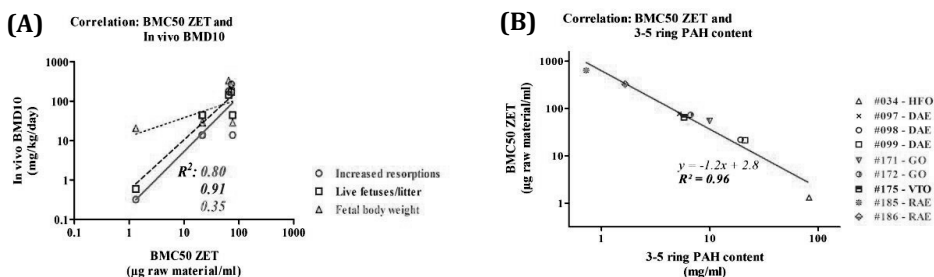 (A)
Correlation: BMC50 ZET and
In vivo BMD10
In vivo BMD10
(mg/kg/day)
1000
100
10
1
0.1
0.1
1
10
100
1000
R²: 0.80
0.91
0.35
BMC50 ZET
(µg raw material/ml)
Increased resorptions
Live fetuses/litter
Fetal body weight
(B)
Correlation: BMC50 ZET and
3-5 ring PAH content
BMC50 ZET
(µg raw material/ml)
1000
100
10
1
1
10
100
y = -1.2x + 2.8
R² = 0.96
3-5 ring PAH content
(mg/ml)
#034 - HFO
#097 - DAE
#098 - DAE
#099 - DAE
#171 - GO
#172 - GO
#175 - VTO
#185 - RAE
#186 - RAE